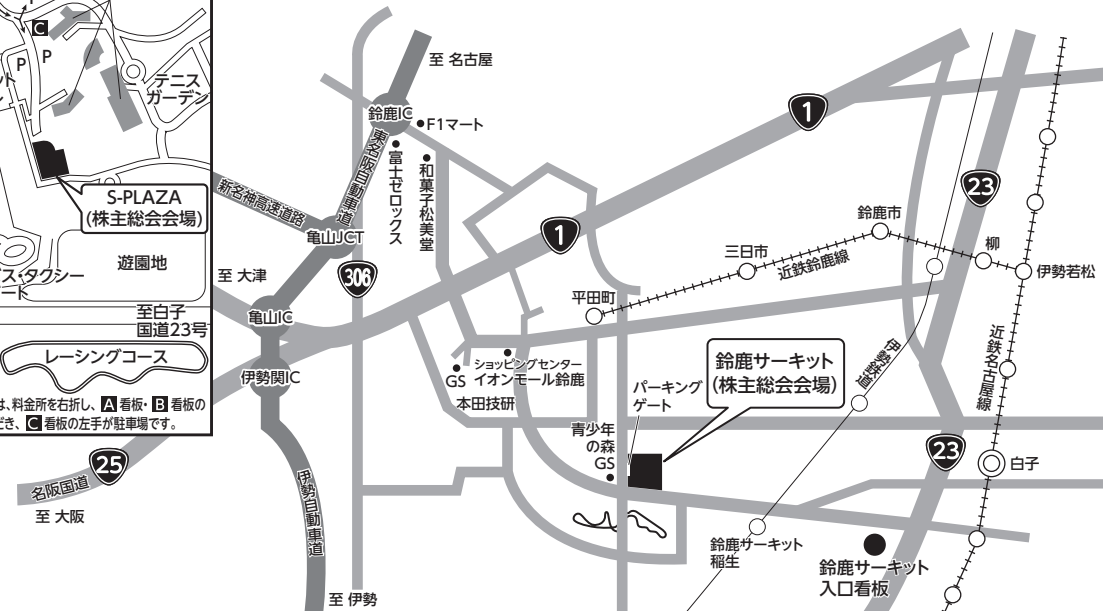 C
P
P
テニス
ガーデン
S-PLAZA
(株主総会会場)
遊園地
ス・タクシー
至白子
国道23号
レーシングコース
は、料金所を右折し、A看板・B看板の
だき、C看板の左手が駐車場です。
至 名古屋
鈴鹿IC
F1マート
東名阪自動車道
富士ゼロックス
和菓子松美堂
新名神高速道路
亀山JCT
至 大津
306
亀山IC
伊勢関IC
1
1
23
鈴鹿市
三日市
近鉄鈴鹿線
柳
伊勢若松
平田町
伊勢鉄道
近鉄名古屋線
ショッピングセンター
イオンモール鈴鹿
GS
本田技研
鈴鹿サーキット
(株主総会会場)
パーキング
ゲート
青少年
の森
GS
23
白子
25
名阪国道
至 大阪
伊勢自動車道
至 伊勢
鈴鹿サーキット
稲生
鈴鹿サーキット
入口看板